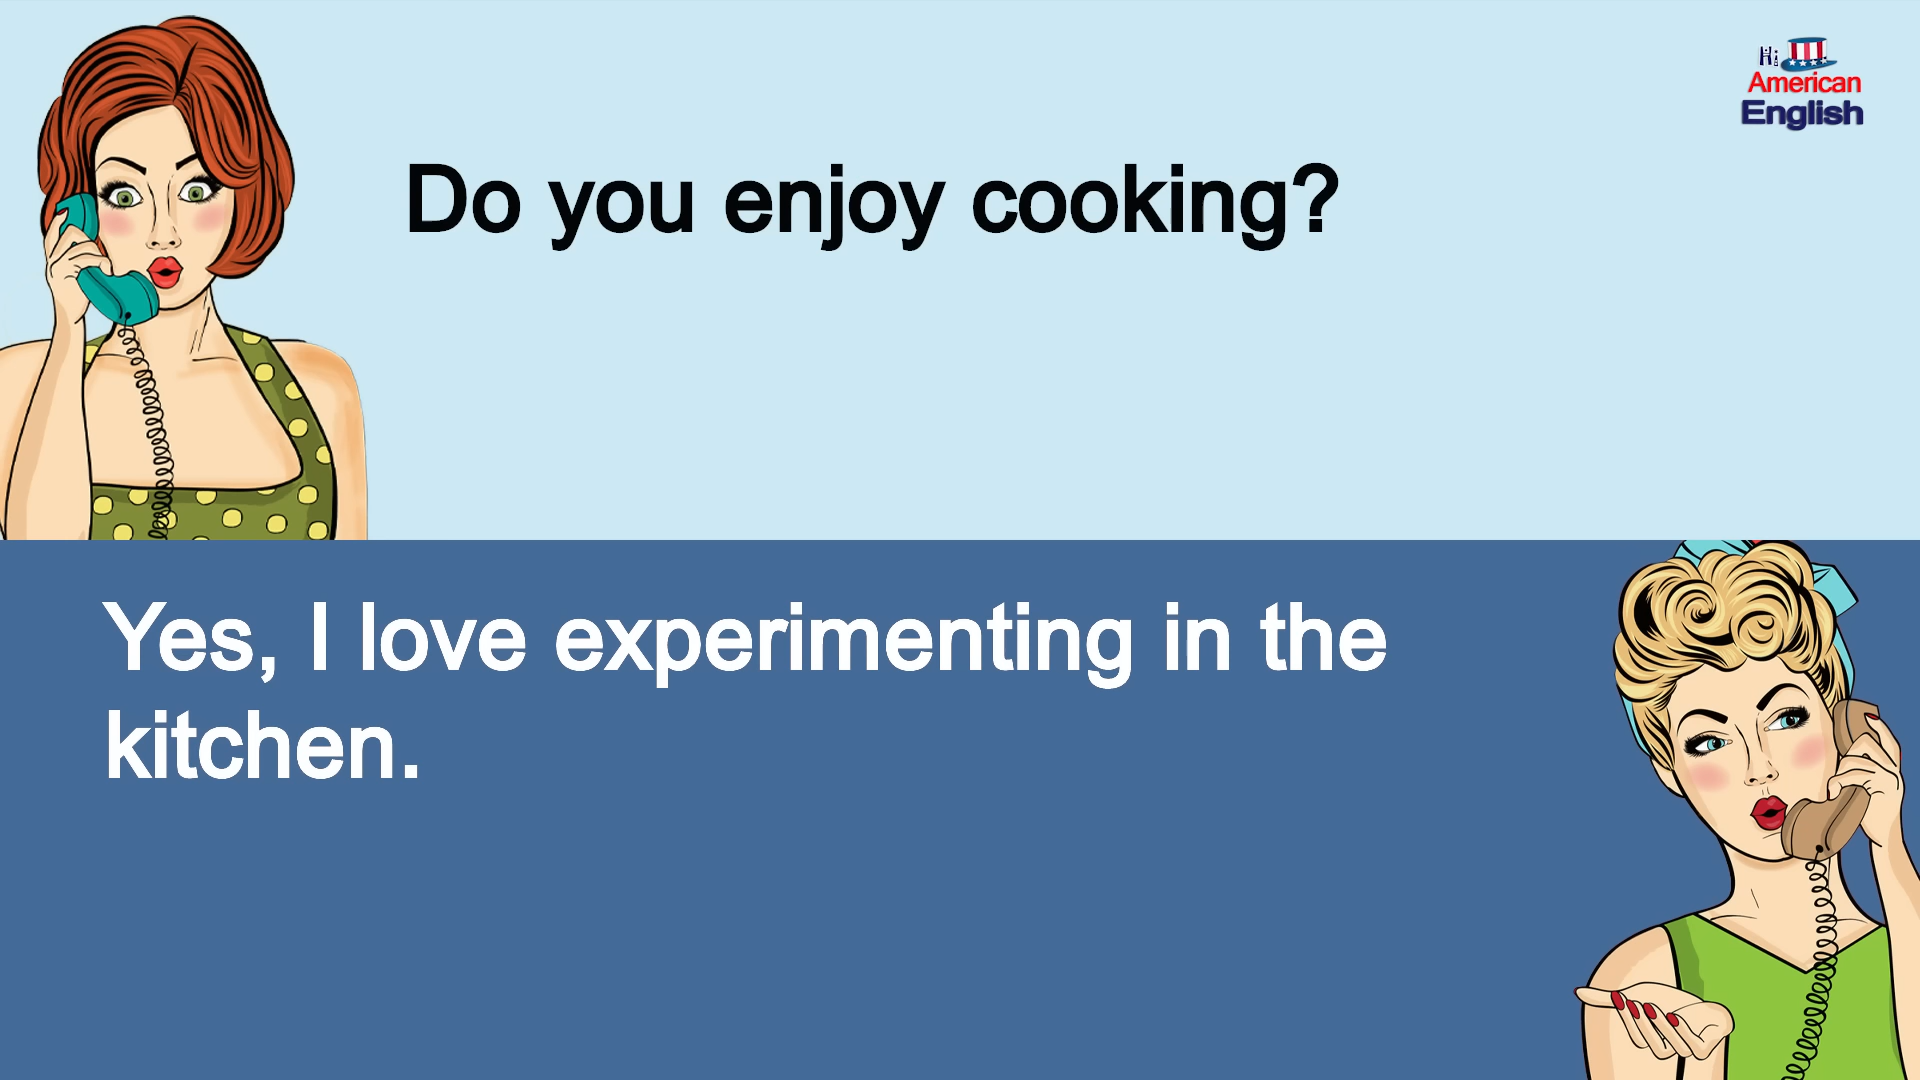 Hi
American
English
Do you enjoy cooking?
Yes, I love experimenting in the
kitchen.